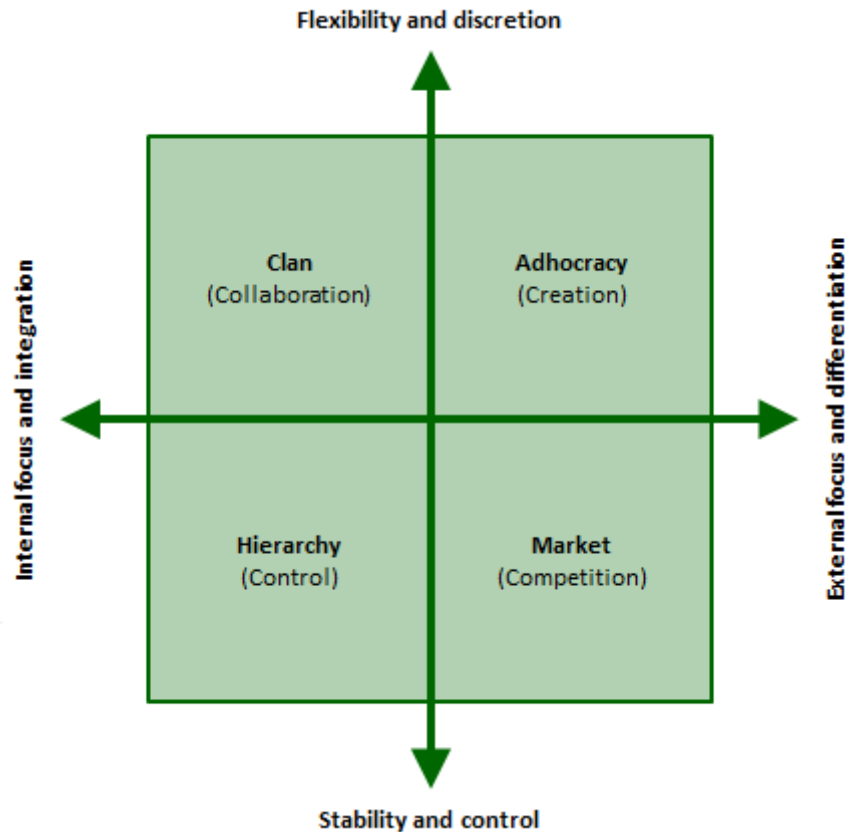 Flexibility and discretion
Internal focus and integration
External focus and differentiation
Clan
(Collaboration)
Adhocracy
(Creation)
Hierarchy
(Control)
Market
(Competition)
Stability and control